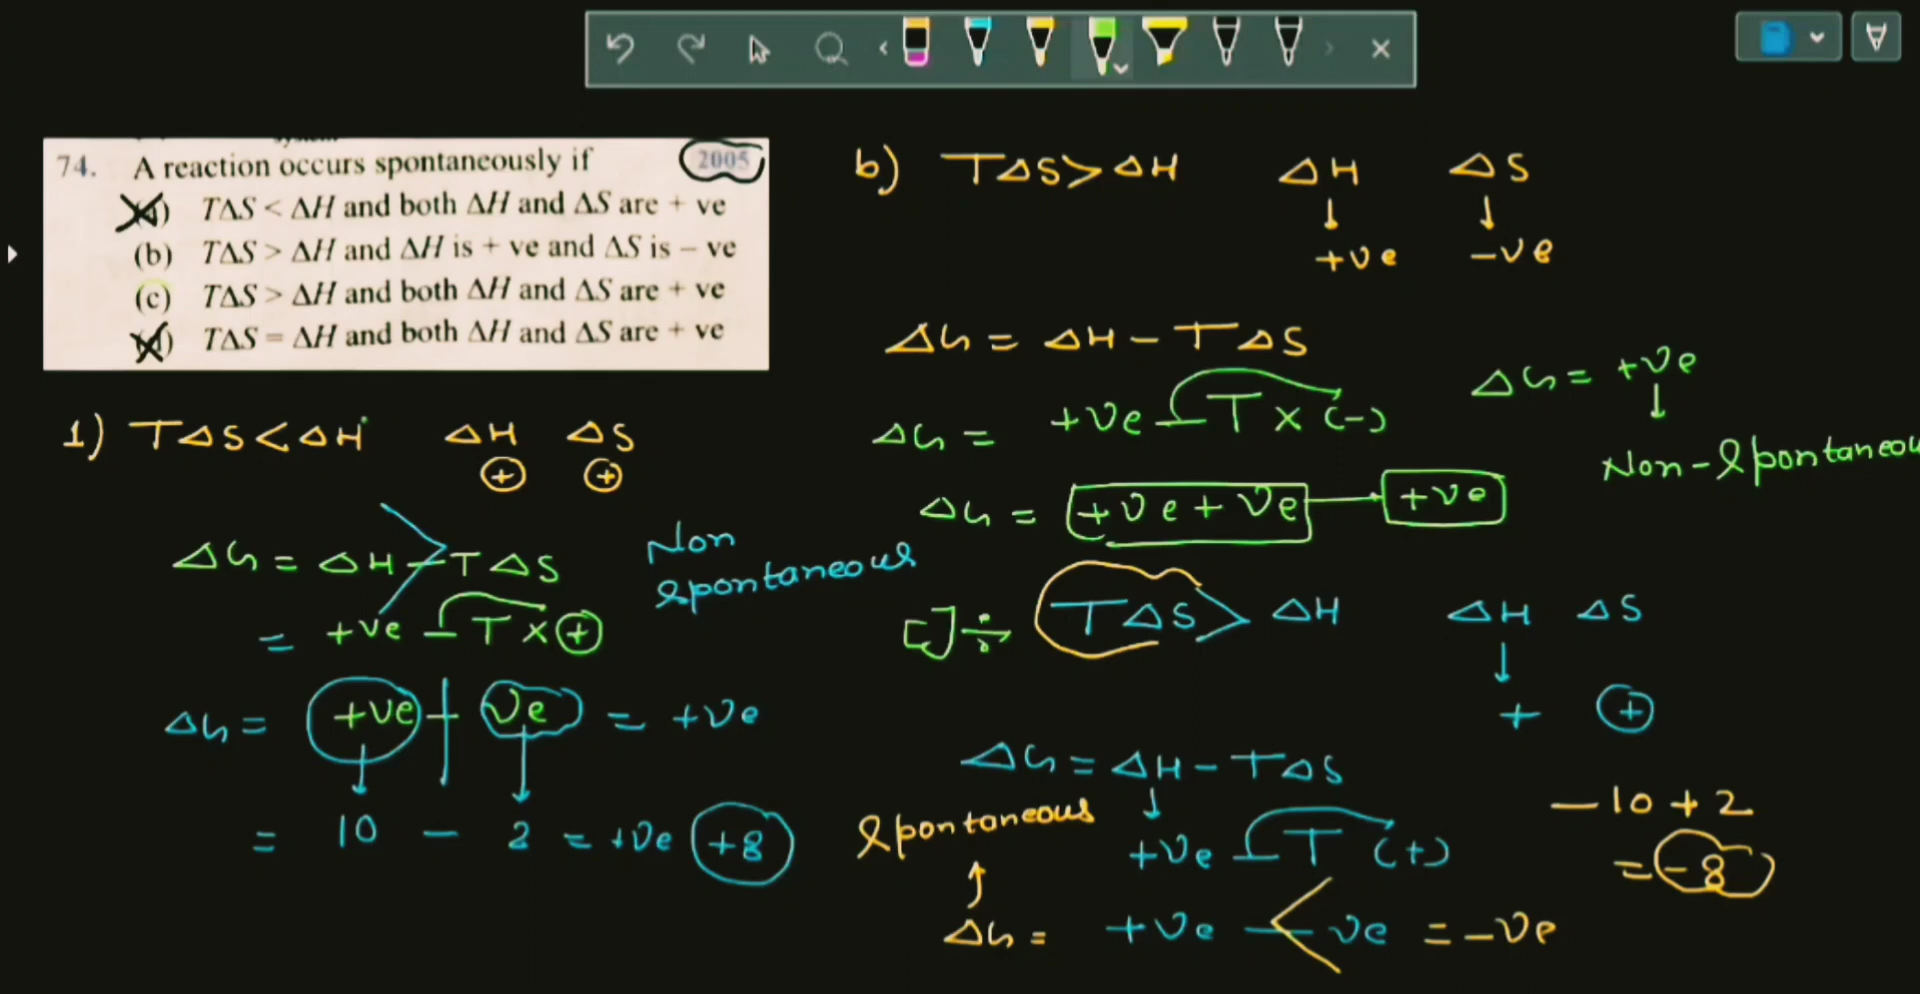 74. A reaction occurs spontaneously if 2005
(a) TΔS < ΔH and both ΔH and ΔS are + ve
(b) TΔS > ΔH and ΔH is + ve and ΔS is – ve
(c) TΔS > ΔH and both ΔH and ΔS are + ve
(d) TΔS = ΔH and both ΔH and ΔS are + ve
1) TΔS < ΔH ΔH ΔS
+ +
ΔG = ΔH - TΔS
= +ve - T × +
Non
spontaneous
ΔG = +ve - ve = +ve
= 10 - 2 = +ve +8
b) TΔS > ΔH ΔH ΔS
+ve -ve
ΔG = ΔH - TΔS
ΔG = +ve - T × (-)
ΔG = +ve + ve +ve
ΔG = +ve
Non-spontaneou
c) ÷ TΔS > ΔH ΔH ΔS
+ +
ΔG = ΔH - TΔS
+ve - T (+)
Spontaneous
ΔG = +ve - ve = -ve
-10 + 2
= -8